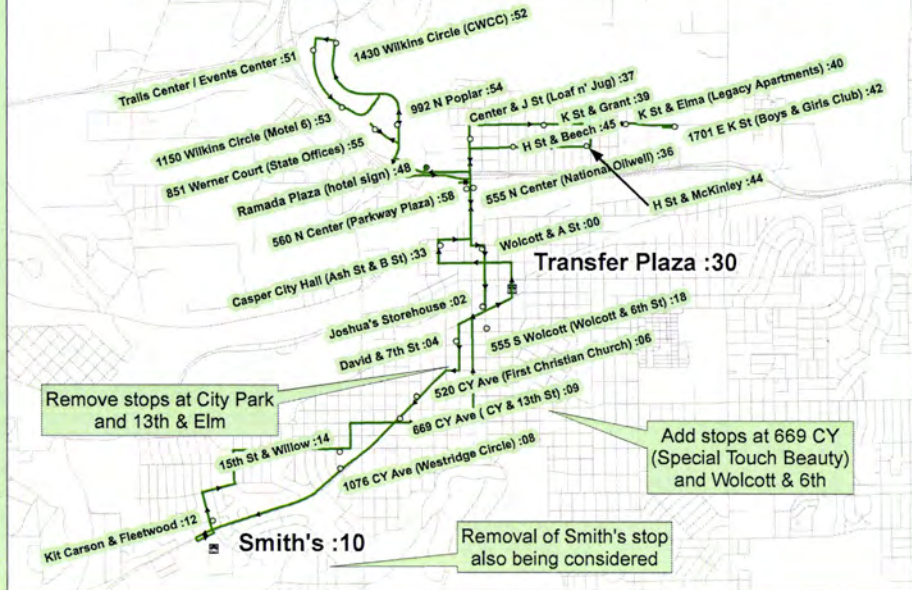 1430 Wilkins Circle (CWCC) :52
Trails Center / Events Center :51
992 N Poplar :54
Center & J St (Loaf n' Jug) :37
K St & Grant :39
K St & Elma (Legacy Apartments) :40
1150 Wilkins Circle (Motel 6) :53
H St & Beech :45
1701 E K St (Boys & Girls Club) :42
851 Werner Court (State Offices) :55
555 N Center (National Oilwell) :36
Ramada Plaza (hotel sign) :48
H St & McKinley :44
560 N Center (Parkway Plaza) :58
Wolcott & A St :00
Casper City Hall (Ash St & B St) :33
Transfer Plaza :30
Joshua's Storehouse :02
555 S Wolcott (Wolcott & 6th St) :18
David & 7th St :04
520 CY Ave (First Christian Church) :06
Remove stops at City Park
and 13th & Elm
669 CY Ave ( CY & 13th St) :09
Add stops at 669 CY
(Special Touch Beauty)
and Wolcott & 6th
15th St & Willow :14
1076 CY Ave (Westridge Circle) :08
Kit Carson & Fleetwood :12
Smith's :10
Removal of Smith's stop
also being considered